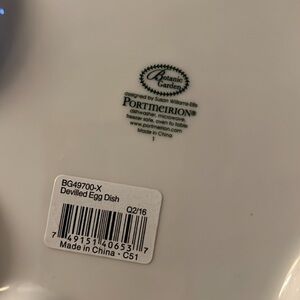 Botanic
Garden
designed by Susan Williams-Ellis
PORTMEIRION®
dishwasher, microwave,
freezer safe, oven to table
www.portmeirion.com
Made in China
1
BG49700-X
Devilled Egg Dish
Q2/16
7 49151 40653 7
Made in China · C51